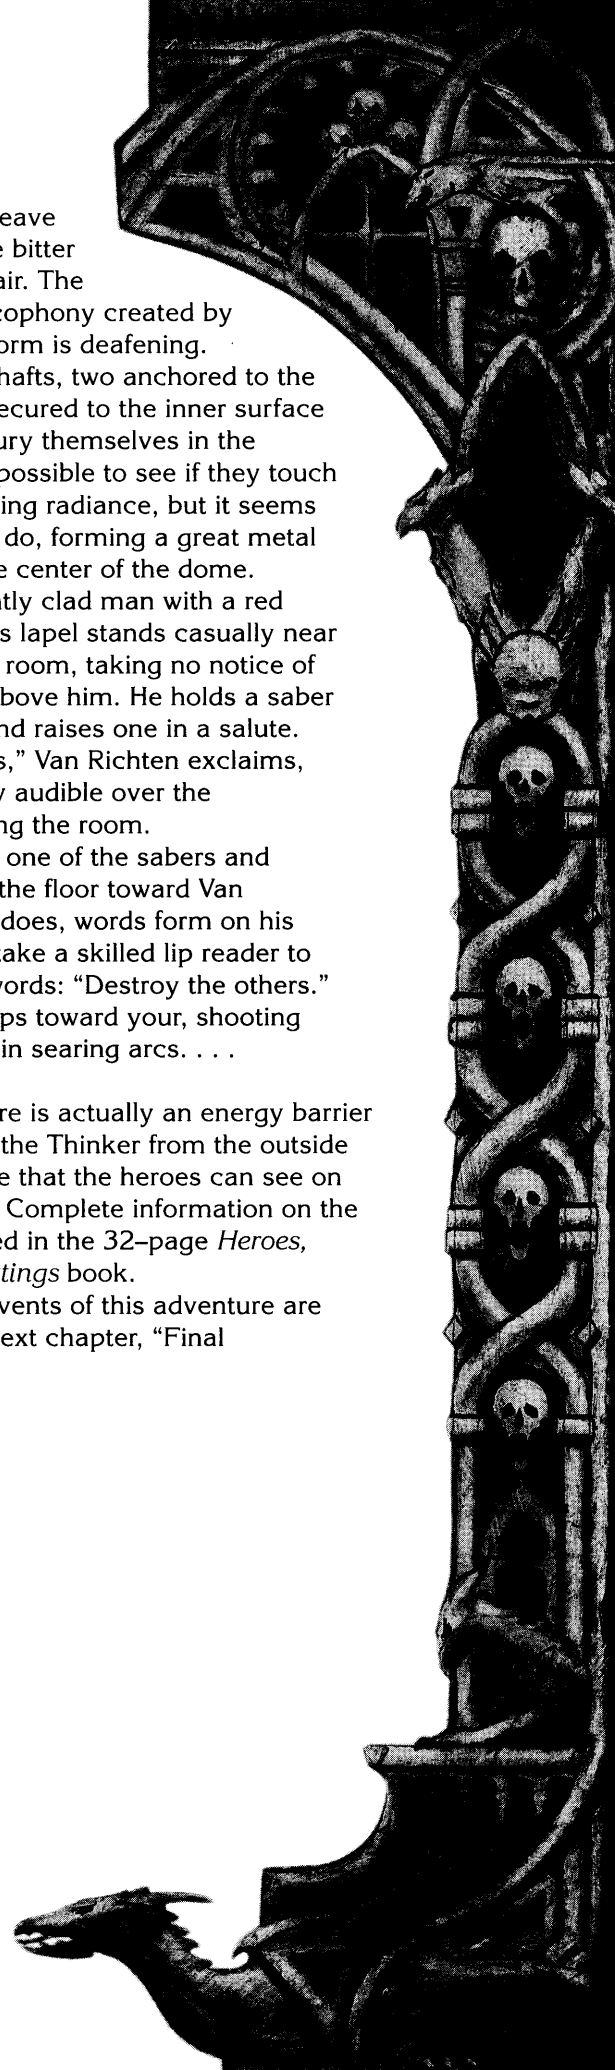 eave
e bitter
air. The
cophony created by
orm is deafening.
hafts, two anchored to the
ecured to the inner surface
ury themselves in the
possible to see if they touch
ing radiance, but it seems
do, forming a great metal
e center of the dome.
ntly clad man with a red
s lapel stands casually near
room, taking no notice of
bove him. He holds a saber
nd raises one in a salute.
s,” Van Richten exclaims,
y audible over the
ng the room.
one of the sabers and
the floor toward Van
does, words form on his
take a skilled lip reader to
words: “Destroy the others.”
ps toward your, shooting
in searing arcs. . . .
re is actually an energy barrier
the Thinker from the outside
e that the heroes can see on
Complete information on the
ed in the 32–page Heroes,
tings book.
vents of this adventure are
ext chapter, “Final